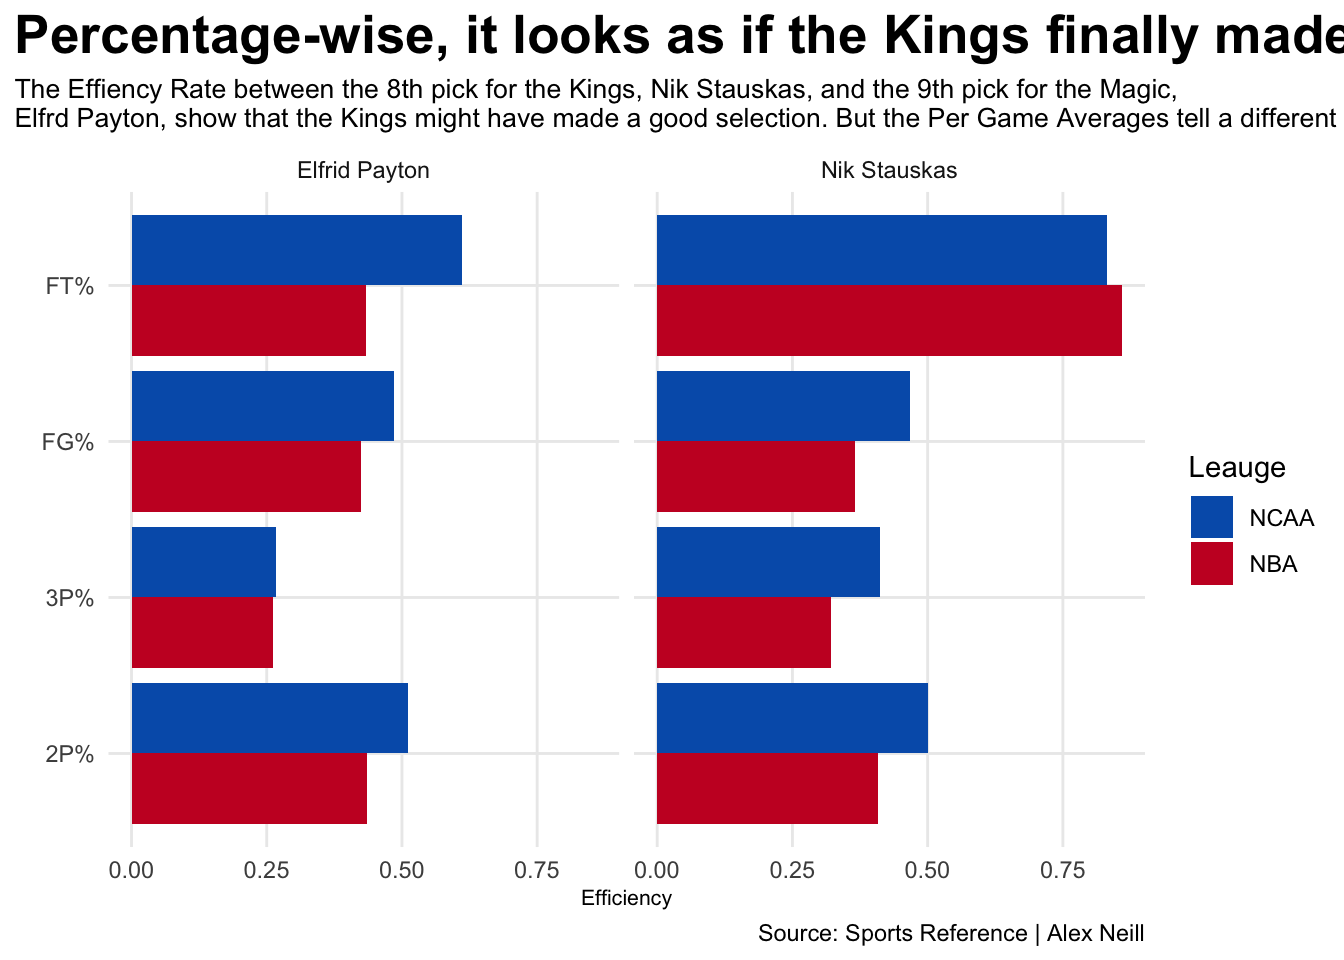 Percentage-wise, it looks as if the Kings finally made
The Effiency Rate between the 8th pick for the Kings, Nik Stauskas, and the 9th pick for the Magic,
Elfrd Payton, show that the Kings might have made a good selection. But the Per Game Averages tell a different
Elfrid Payton
Nik Stauskas
FT%
FG%
3P%
2P%
Leauge
NCAA
NBA
0.00 0.25 0.50 0.75 0.00 0.25 0.50 0.75
Efficiency
Source: Sports Reference | Alex Neill